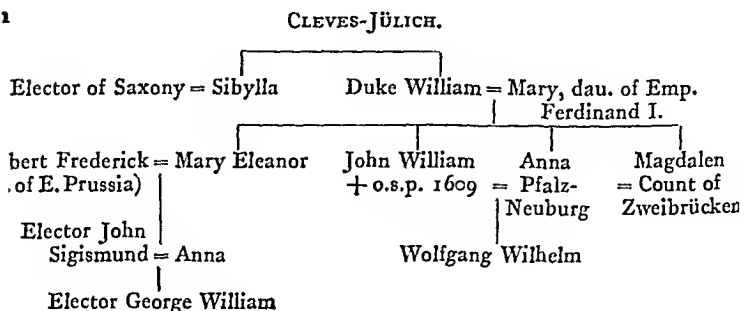 1
CLEVES-JÜLICH.
Elector of Saxony = Sibylla Duke William = Mary, dau. of Emp.
Ferdinand I.
bert Frederick = Mary Eleanor John William Anna Magdalen
. of E. Prussia) + o.s.p. 1609 = Pfalz- = Count of
Neuburg Zweibrücken
Elector John
Sigismund = Anna Wolfgang Wilhelm
Elector George William